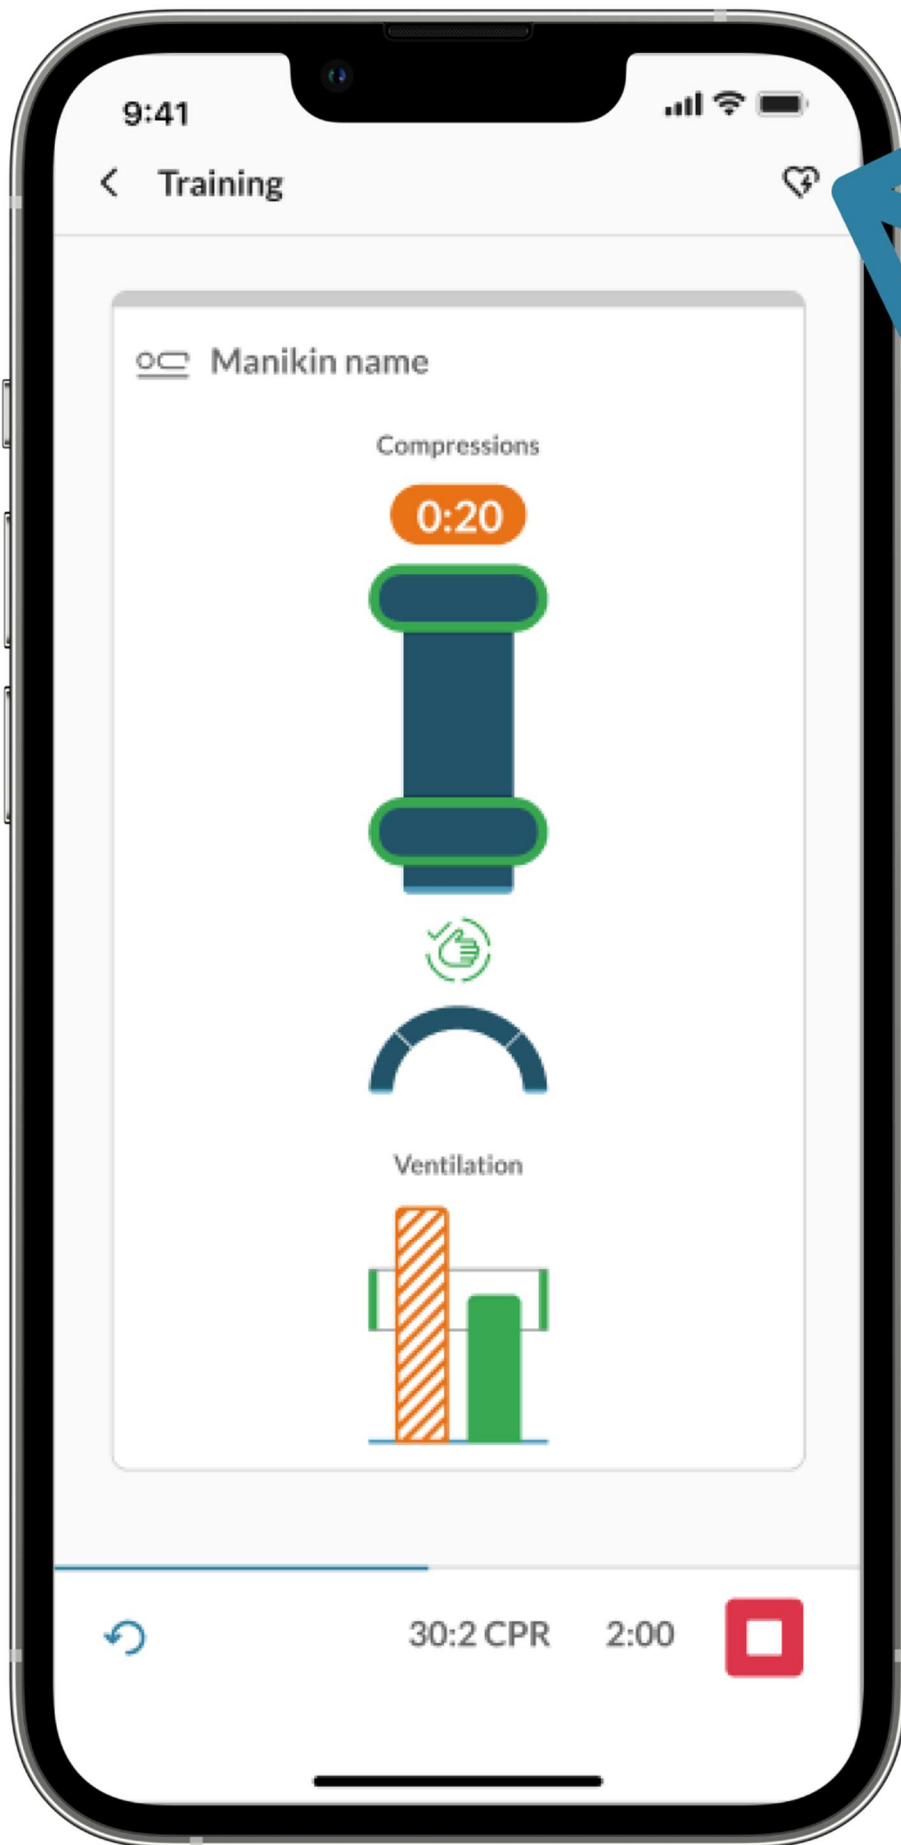 9:41
Training
Manikin name
Compressions
0:20
Ventilation
30:2 CPR 2:00